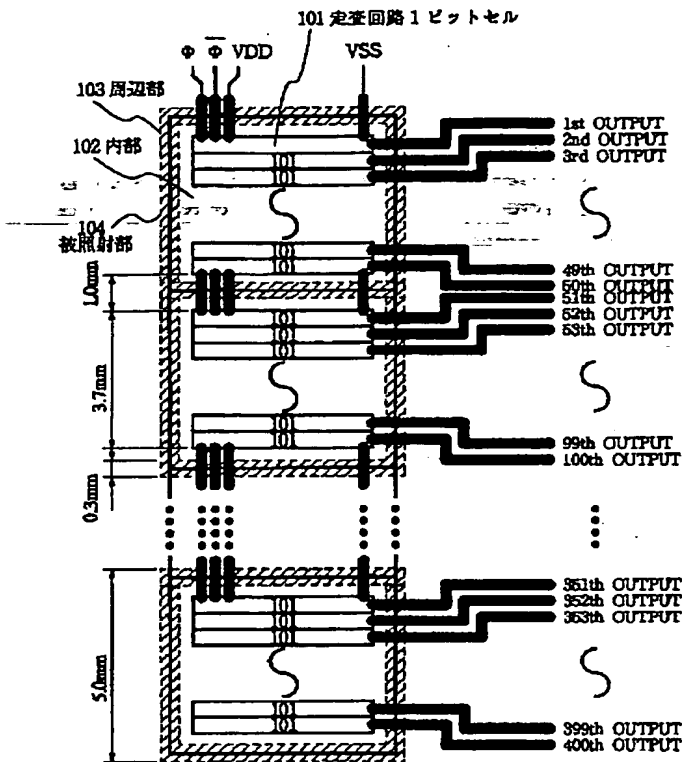 101 走査回路 1 ビットセル
Φ Φ̅ VDD
VSS
103 周辺部
102 内部
104
被照射部
1st OUTPUT
2nd OUTPUT
3rd OUTPUT
49th OUTPUT
50th OUTPUT
51th OUTPUT
52th OUTPUT
53th OUTPUT
99th OUTPUT
100th OUTPUT
351th OUTPUT
352th OUTPUT
353th OUTPUT
399th OUTPUT
400th OUTPUT
1.0mm
3.7mm
0.3mm
5.0mm